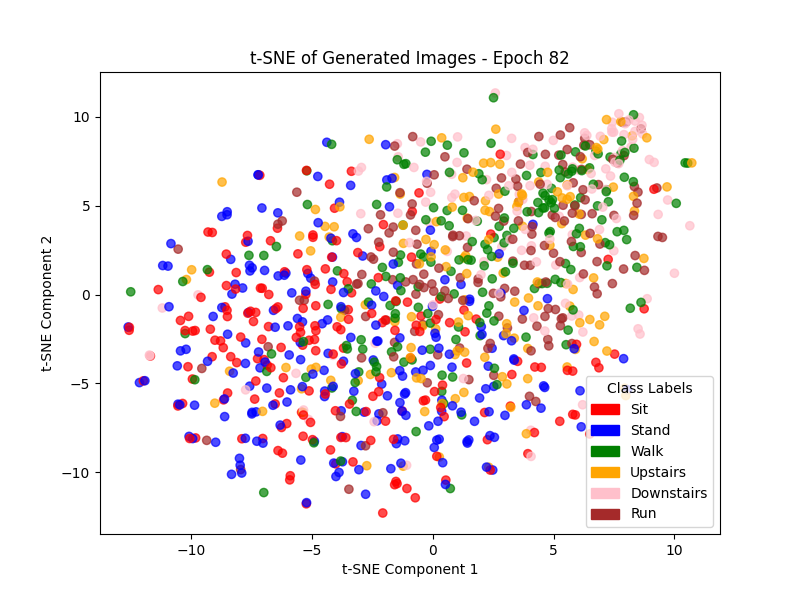 t-SNE of Generated Images - Epoch 82
t-SNE Component 2
10
5
0
−5
−10
−10
−5
0
5
10
t-SNE Component 1
Class Labels
Sit
Stand
Walk
Upstairs
Downstairs
Run